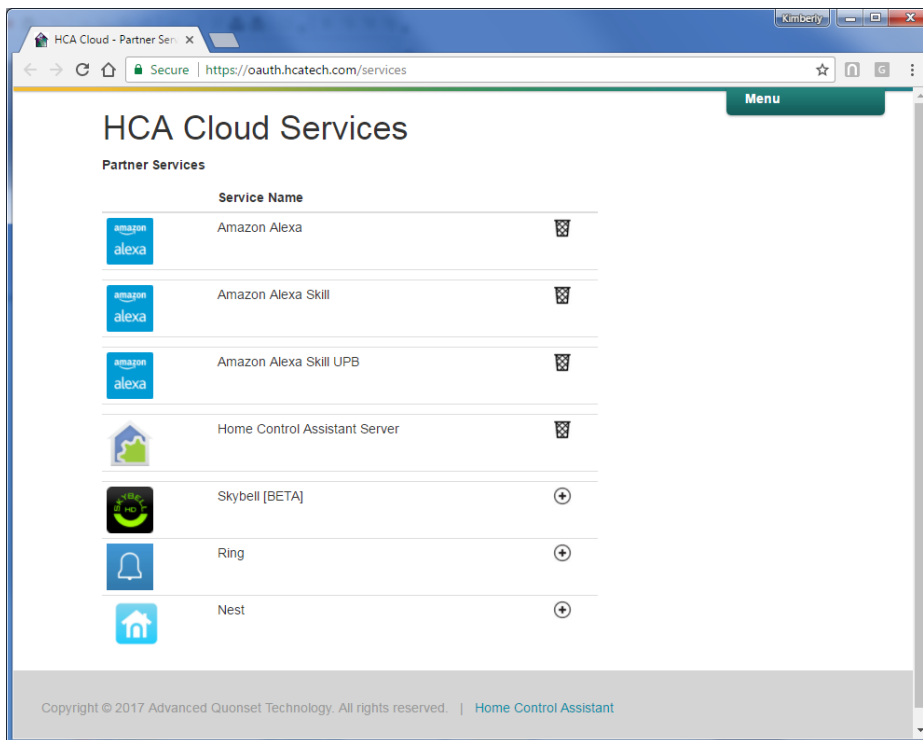 Kimberly
HCA Cloud - Partner Ser
Secure | https://oauth.hcatech.com/services
Menu
HCA Cloud Services
Partner Services
Service Name
amazon alexa
Amazon Alexa
amazon alexa
Amazon Alexa Skill
amazon alexa
Amazon Alexa Skill UPB
Home Control Assistant Server
SKYBELL HD
Skybell [BETA]
Ring
Nest
Copyright © 2017 Advanced Quonset Technology. All rights reserved. | Home Control Assistant